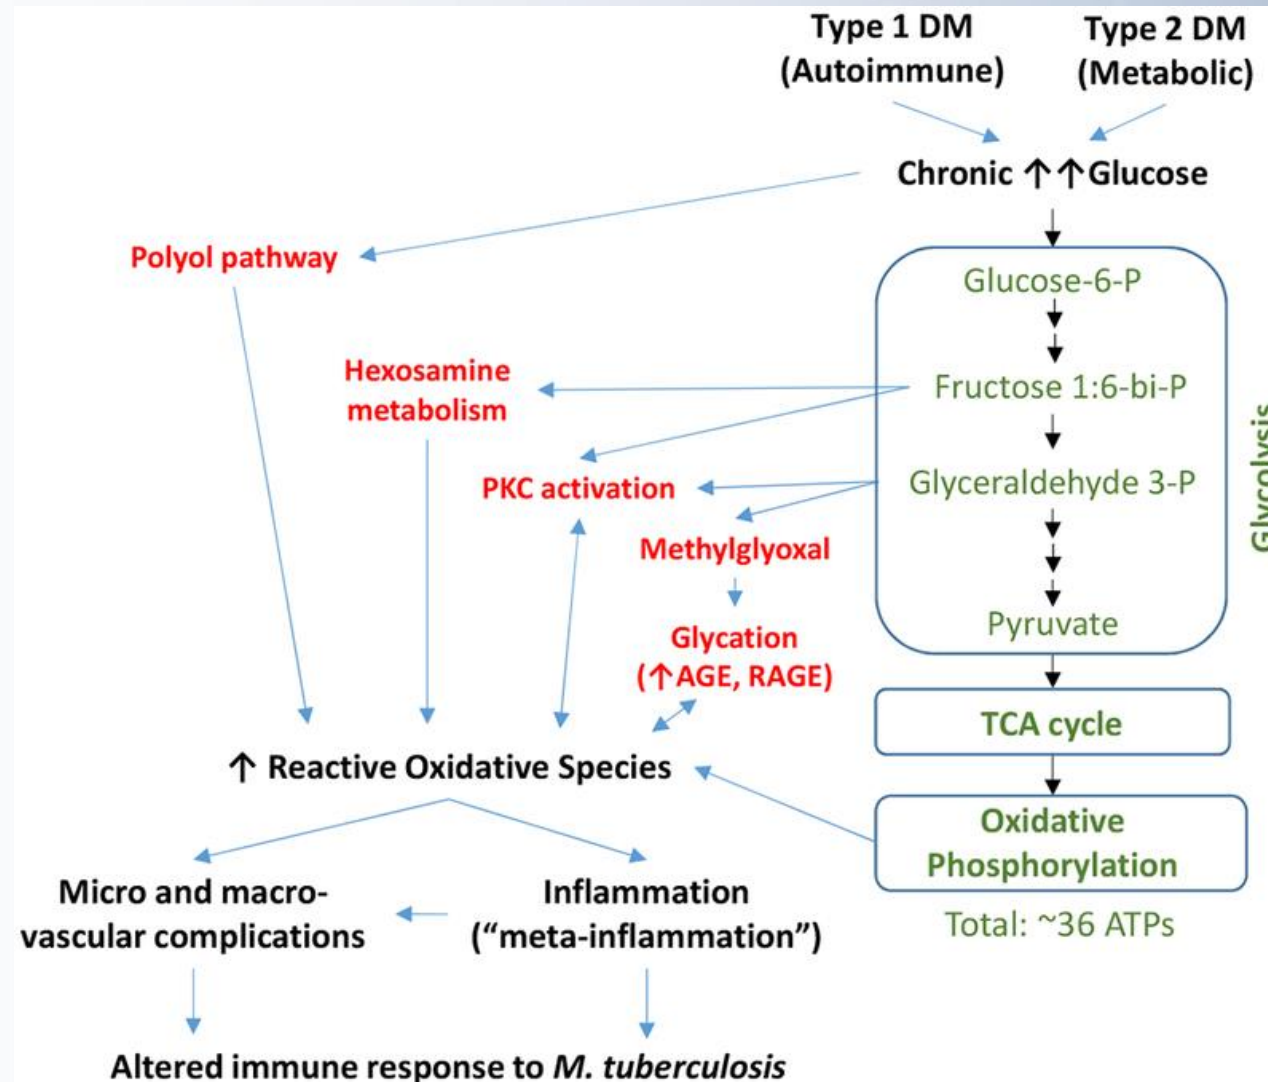 Type 1 DM
(Autoimmune)
Type 2 DM
(Metabolic)
Chronic ↑↑Glucose
Polyol pathway
Glucose-6-P
Hexosamine
metabolism
Fructose 1:6-bi-P
PKC activation
Glyceraldehyde 3-P
Glycolysis
Methylglyoxal
Glycation
(↑AGE, RAGE)
Pyruvate
TCA cycle
↑ Reactive Oxidative Species
Oxidative
Phosphorylation
Total: ~36 ATPs
Micro and macro-
vascular complications
Inflammation
(“meta-inflammation”)
Altered immune response to M. tuberculosis